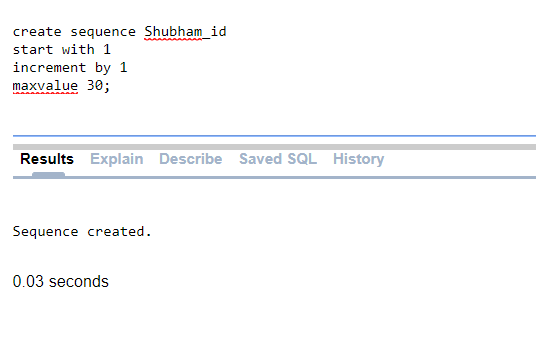 create sequence Shubham_id
start with 1
increment by 1
maxvalue 30;
Results Explain Describe Saved SQL History
Sequence created.
0.03 seconds